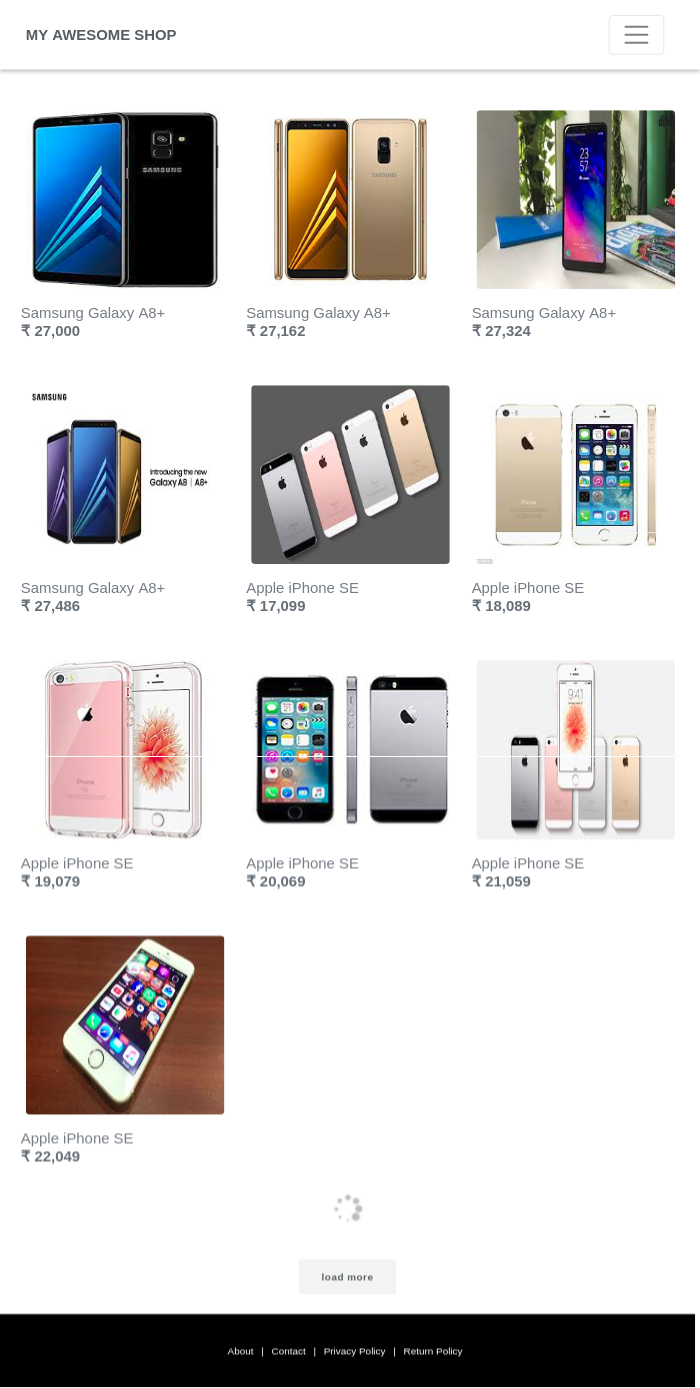 MY AWESOME SHOP
SAMSUNG
SAMSUNG
23
57
digit
Samsung Galaxy A8+
₹ 27,000
Samsung Galaxy A8+
₹ 27,162
Samsung Galaxy A8+
₹ 27,324
SAMSUNG
Introducing the new
Galaxy A8 | A8+
iPhone
Samsung Galaxy A8+
₹ 27,486
Apple iPhone SE
₹ 17,099
Apple iPhone SE
₹ 18,089
iPhone
9:41
Apple iPhone SE
₹ 19,079
Apple iPhone SE
₹ 20,069
Apple iPhone SE
₹ 21,059
Apple iPhone SE
₹ 22,049
load more
About | Contact | Privacy Policy | Return Policy